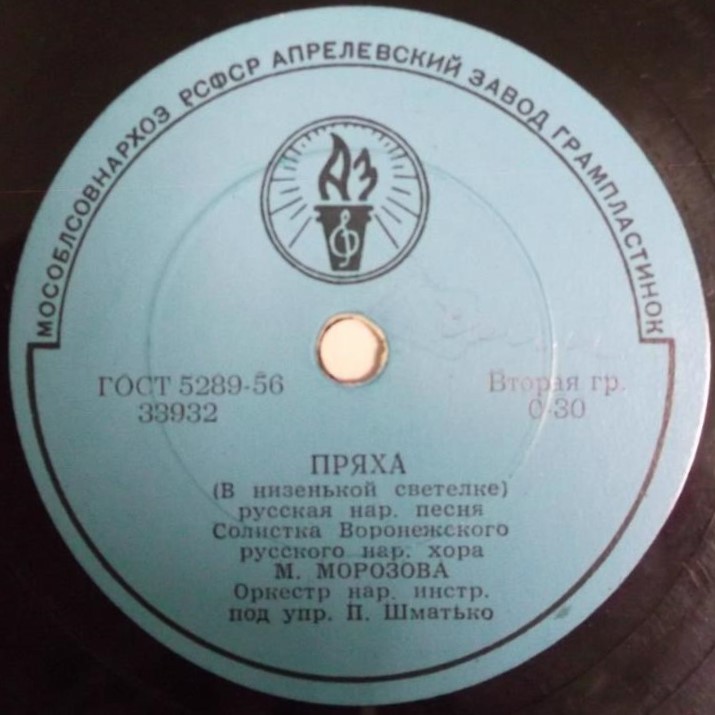 МОСОБЛСОВНАРХОЗ РСФСР АПРЕЛЕВСКИЙ ЗАВОД ГРАМПЛАСТИНОК
АЗ
ГОСТ 5289-56
33932
Вторая гр.
0-30
ПРЯХА
(В низенькой светелке)
русская нар. песня
Солистка Воронежского
русского нар. хора
М. МОРОЗОВА
Оркестр нар. инстр.
под упр. П. Шматько